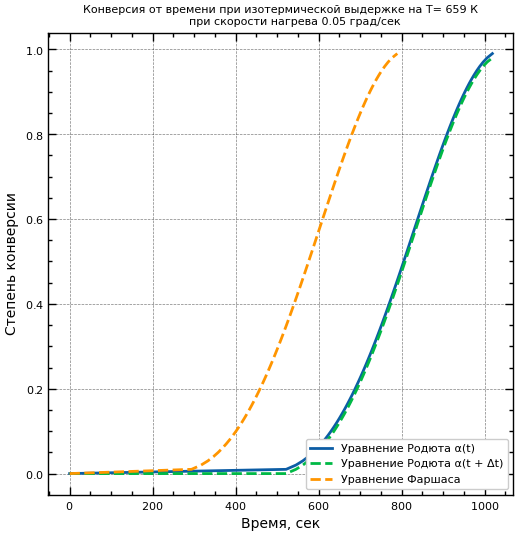 Конверсия от времени при изотермической выдержке на T= 659 K
при скорости нагрева 0.05 град/сек
Степень конверсии
1.0
0.8
0.6
0.4
0.2
0.0
Уравнение Родюта α(t)
Уравнение Родюта α(t + Δt)
Уравнение Фаршаса
0
200
400
600
800
1000
Время, сек